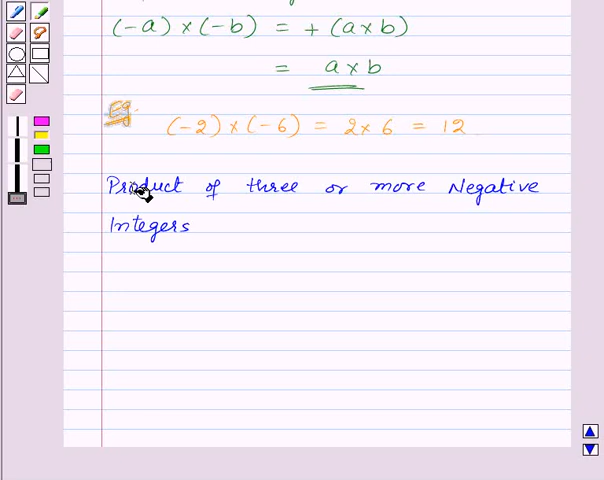 (-a) × (-b) = + (a×b)
= a×b
Eg.
(-2) × (-6) = 2×6 = 12
Product of three or more Negative
Integers